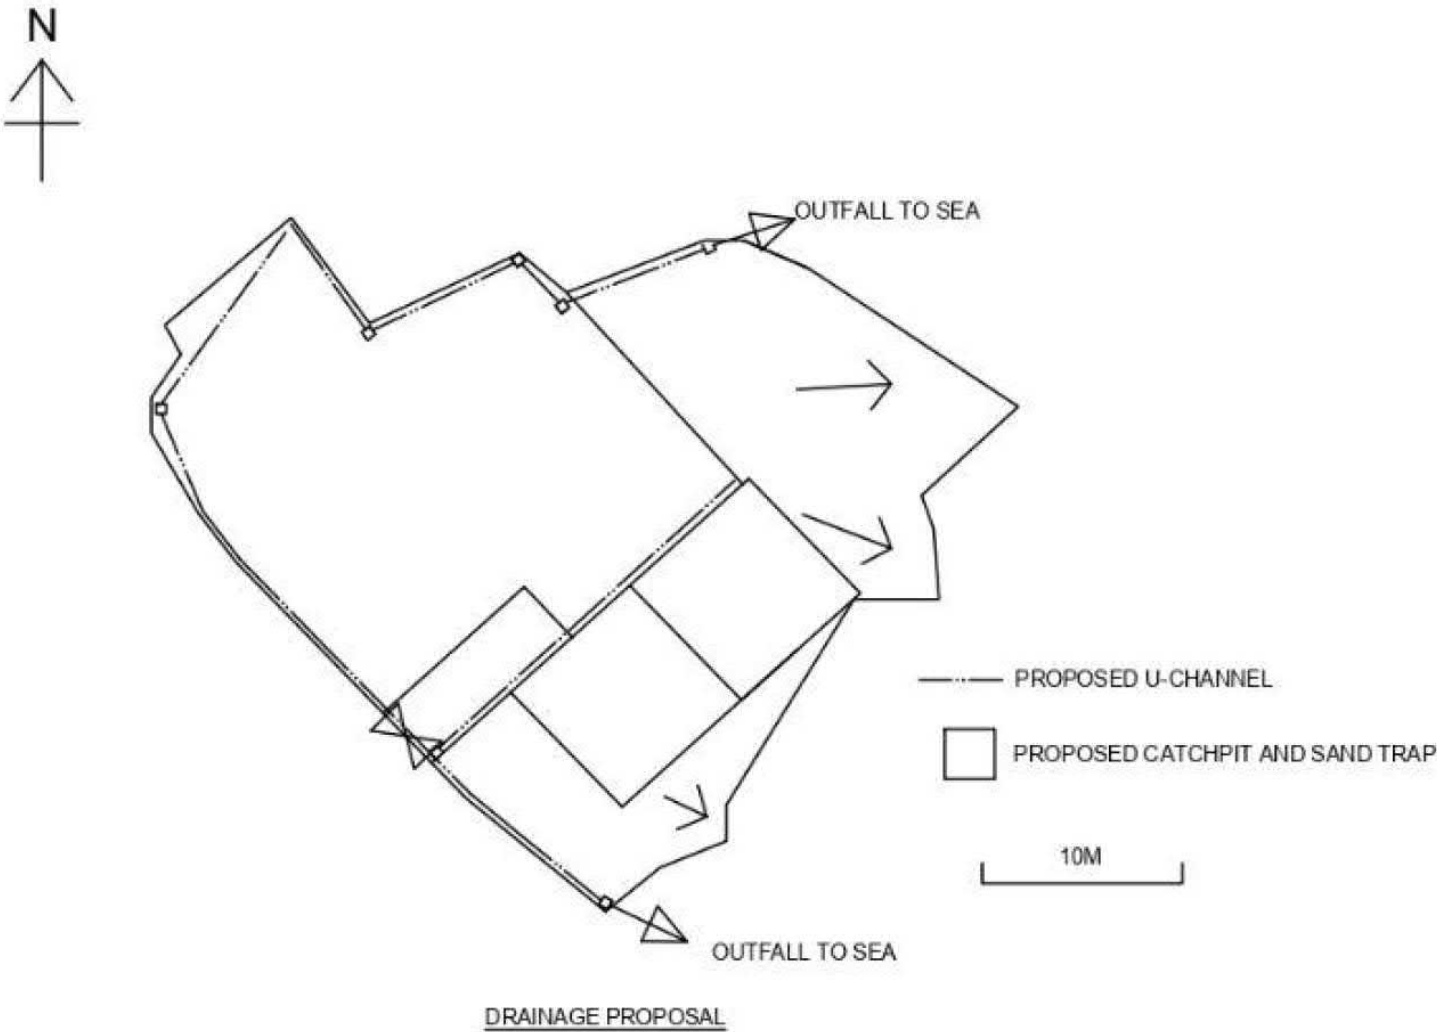 N
OUTFALL TO SEA
PROPOSED U-CHANNEL
PROPOSED CATCHPIT AND SAND TRAP
10M
OUTFALL TO SEA
DRAINAGE PROPOSAL